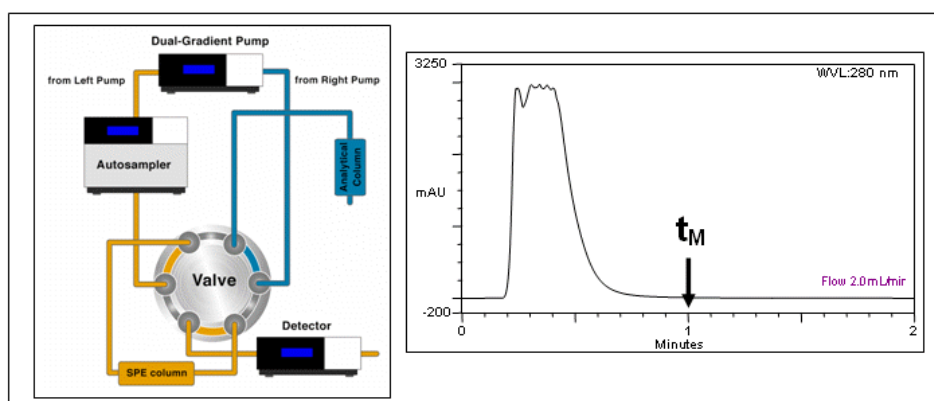 Dual-Gradient Pump
from Left Pump
from Right Pump
Autosampler
Analytical
Column
Valve
Detector
SPE column
3250
WVL:280 nm
mAU
tM
Flow 2.0 mL/min
-200
0
1
2
Minutes